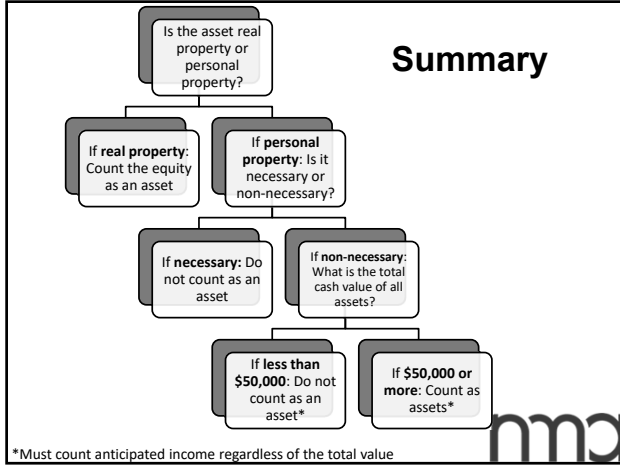 Is the asset real
property or
personal
property?
Summary
If real property:
Count the equity
as an asset
If personal
property: Is it
necessary or
non-necessary?
If necessary: Do
not count as an
asset
If non-necessary:
What is the total
cash value of all
assets?
If less than
$50,000: Do not
count as an
asset*
If $50,000 or
more: Count as
assets*
*Must count anticipated income regardless of the total value
nma